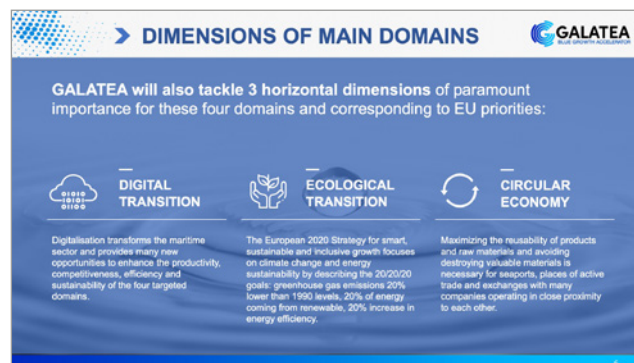 DIMENSIONS OF MAIN DOMAINS
GALATEA
BLUE GROWTH ACCELERATOR
GALATEA will also tackle 3 horizontal dimensions of paramount
importance for these four domains and corresponding to EU priorities:
DIGITAL
TRANSITION
Digitalisation transforms the maritime
sector and provides many new
opportunities to enhance the productivity,
competitiveness, efficiency and
sustainability of the four targeted
domains.
ECOLOGICAL
TRANSITION
The European 2020 Strategy for smart,
sustainable and inclusive growth focuses
on climate change and energy
sustainability by describing the 20/20/20
goals: greenhouse gas emissions 20%
lower than 1990 levels, 20% of energy
coming from renewable, 20% increase in
energy efficiency.
CIRCULAR
ECONOMY
Maximizing the reusability of products
and raw materials and avoiding
destroying valuable materials is
necessary for seaports, places of active
trade and exchanges with many
companies operating in close proximity
to each other.